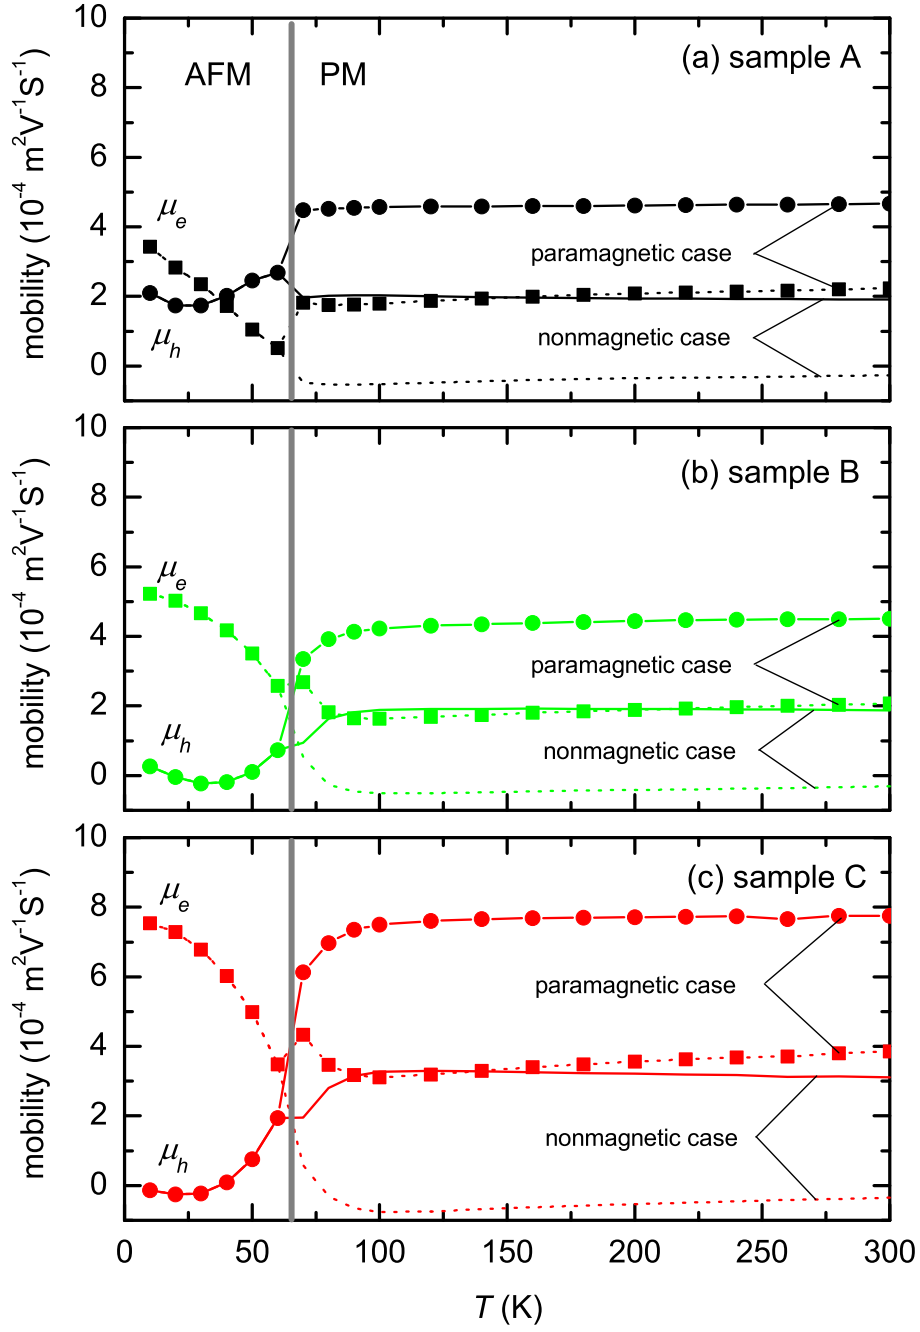 10
8
6
4
2
0
mobility (10⁻⁴ m²V⁻¹S⁻¹)
AFM
PM
(a) sample A
μe
μh
paramagnetic case
nonmagnetic case
10
8
6
4
2
0
mobility (10⁻⁴ m²V⁻¹S⁻¹)
(b) sample B
μe
μh
paramagnetic case
nonmagnetic case
10
8
6
4
2
0
mobility (10⁻⁴ m²V⁻¹S⁻¹)
(c) sample C
μe
μh
paramagnetic case
nonmagnetic case
0 50 100 150 200 250 300
T (K)